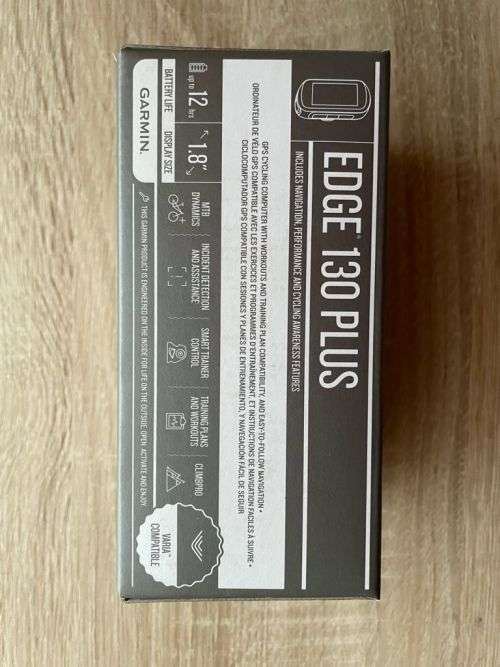 EDGE® 130 PLUS
INCLUDES NAVIGATION, PERFORMANCE AND CYCLING AWARENESS FEATURES
GPS CYCLING COMPUTER WITH WORKOUTS AND TRAINING PLAN COMPATIBILITY, AND EASY-TO-FOLLOW NAVIGATION •
ORDINATEUR DE VÉLO GPS COMPATIBLE AVEC LES EXERCICES ET PROGRAMMES D'ENTRAÎNEMENT, ET INSTRUCTIONS DE NAVIGATION FACILES À SUIVRE •
CICLOCOMPUTADOR GPS COMPATIBLE CON SESIONES Y PLANES DE ENTRENAMIENTO, Y NAVEGACIÓN FÁCIL DE SEGUIR
up to 12 hrs
BATTERY LIFE
1.8"
DISPLAY SIZE
MTB
DYNAMICS
INCIDENT DETECTION
AND ASSISTANCE
SMART TRAINER
CONTROL
TRAINING PLANS
AND WORKOUTS
CLIMBPRO
VARIA™
COMPATIBLE
GARMIN.
THIS GARMIN PRODUCT IS ENGINEERED ON THE INSIDE FOR LIFE ON THE OUTSIDE. OPEN, ACTIVATE AND ENJOY.